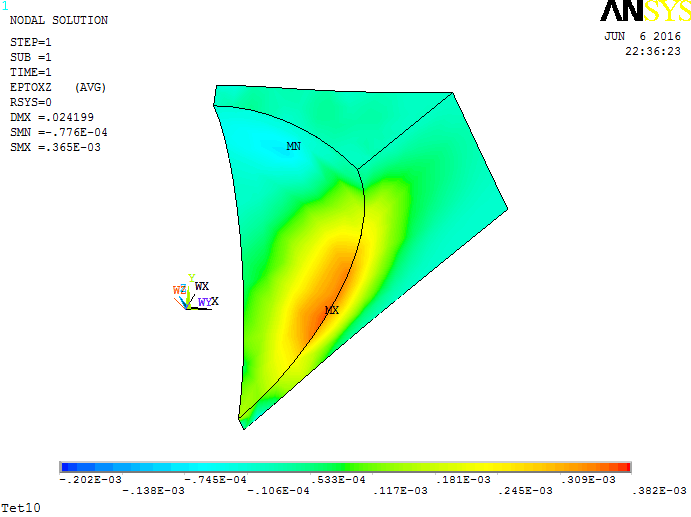 1
ANSYS
NODAL SOLUTION
JUN 6 2016
22:36:23
STEP=1
SUB =1
TIME=1
EPTOXZ (AVG)
RSYS=0
DMX =.024199
SMN =-.776E-04
SMX =.365E-03
MN
Y
WZ
WX
WY X
MX
-.202E-03 -.745E-04 .533E-04 .181E-03 .309E-03
-.138E-03 -.106E-04 .117E-03 .245E-03 .382E-03
Tet10